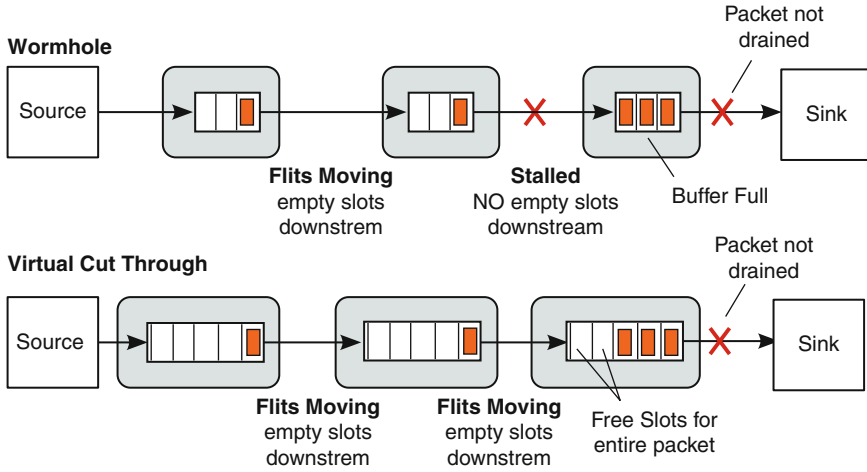 Packet not
drained
Wormhole
Source
Sink
Flits Moving
empty slots
downstrem
Stalled
NO empty slots
downstream
Buffer Full
Virtual Cut Through
Packet not
drained
Source
Sink
Flits Moving
empty slots
downstrem
Flits Moving
empty slots
downstrem
Free Slots for
entire packet